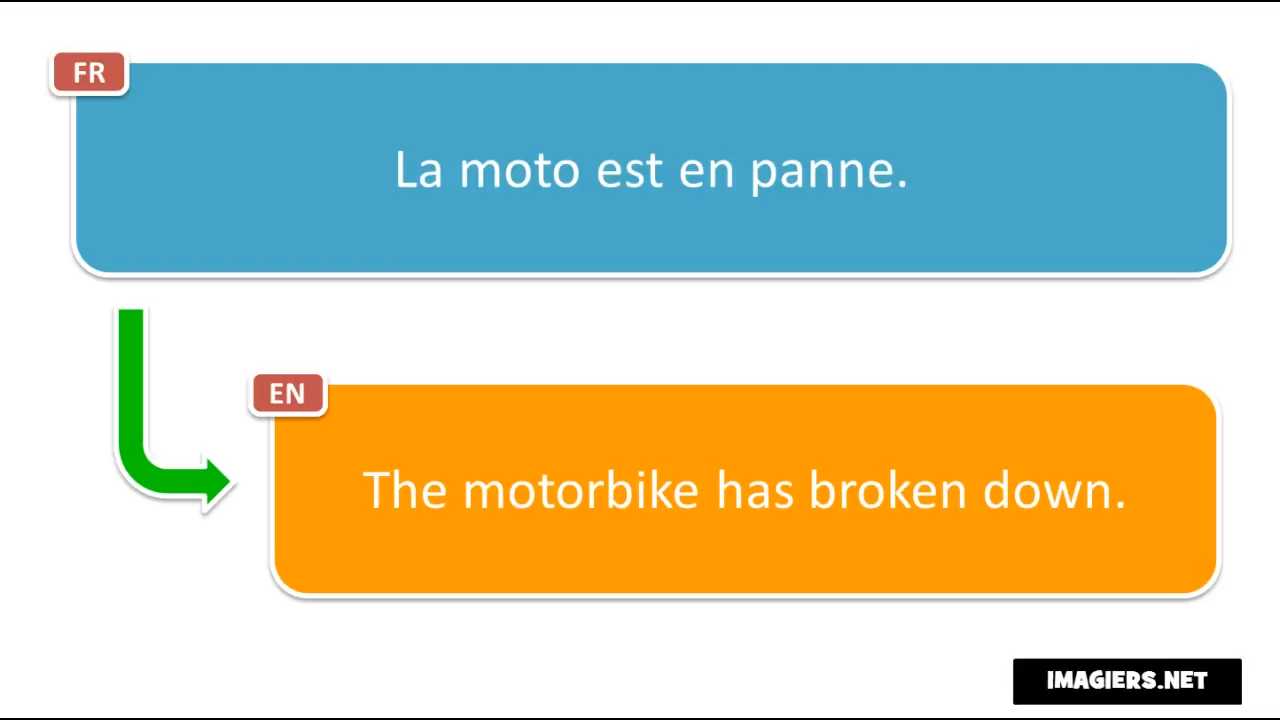 FR
La moto est en panne.
EN
The motorbike has broken down.
IMAGIERS.NET